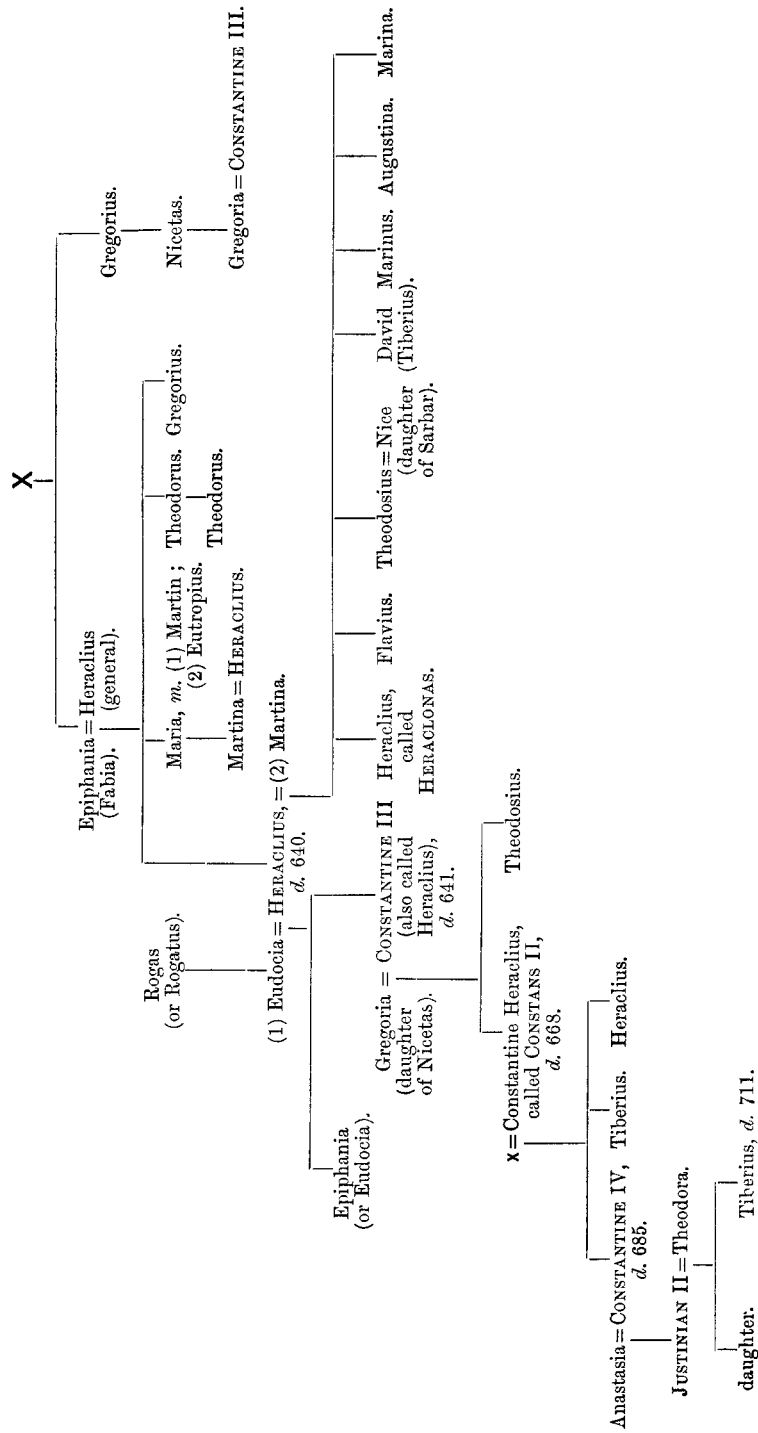 X
Epiphania = Heraclius
(Fabia). (general).
Gregorius.
Rogas
(or Rogatus).
Maria, m. (1) Martin;
(2) Eutropius.
Theodorus. Gregorius.
Nicetas.
Martina = HERACLIUS.
Theodorus.
Gregoria = CONSTANTINE III.
(1) Eudocia = HERACLIUS, = (2) Martina.
d. 640.
Epiphania
(or Eudocia).
Gregoria = CONSTANTINE III
(daughter (also called
of Nicetas). Heraclius),
d. 641.
Heraclius,
called
HERACLONAS.
Flavius.
Theodosius = Nice
(daughter
of Sarbar).
David
(Tiberius).
Marinus. Augustina. Marina.
x = Constantine Heraclius,
called CONSTANS II,
d. 668.
Theodosius.
Anastasia = CONSTANTINE IV, Tiberius. Heraclius.
d. 685.
JUSTINIAN II = Theodora.
daughter. Tiberius, d. 711.